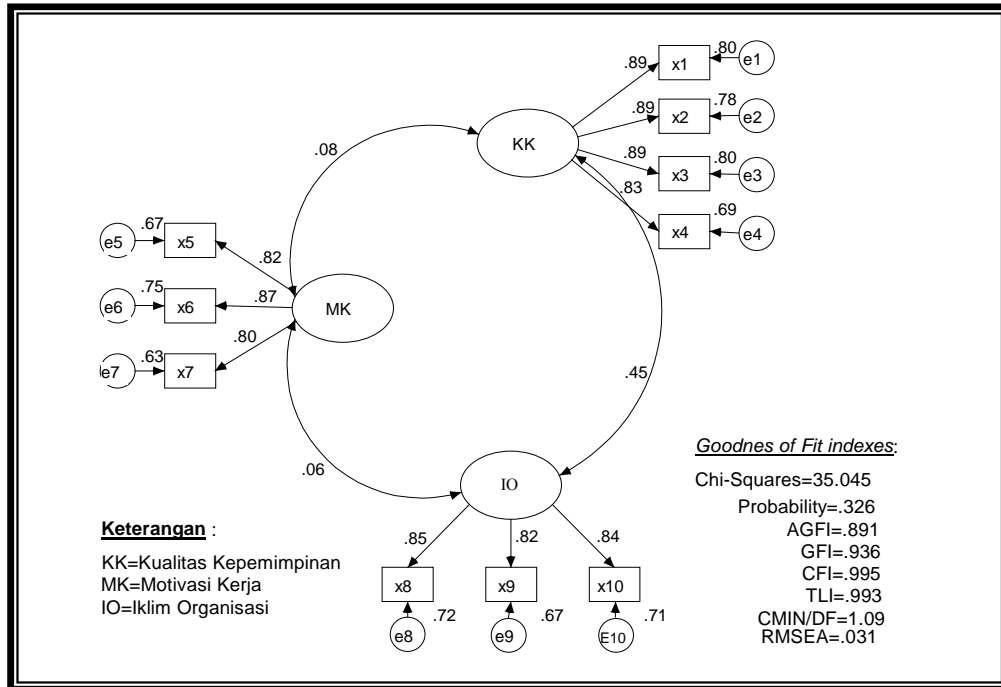 .80
e1
.89
x1
.89
x2
.78
e2
KK
.08
.89
x3
.80
e3
.83
x4
.69
e4
.67
e5
x5
.82
.75
e6
x6
.87
MK
.80
.63
e7
x7
.45
.06
IO
Goodnes of Fit indexes:
Chi-Squares=35.045
Probability=.326
AGFI=.891
GFI=.936
CFI=.995
TLI=.993
CMIN/DF=1.09
RMSEA=.031
Keterangan :
KK=Kualitas Kepemimpinan
MK=Motivasi Kerja
IO=Iklim Organisasi
.85
.82
.84
x8
x9
x10
.72
.67
.71
e8
e9
E10